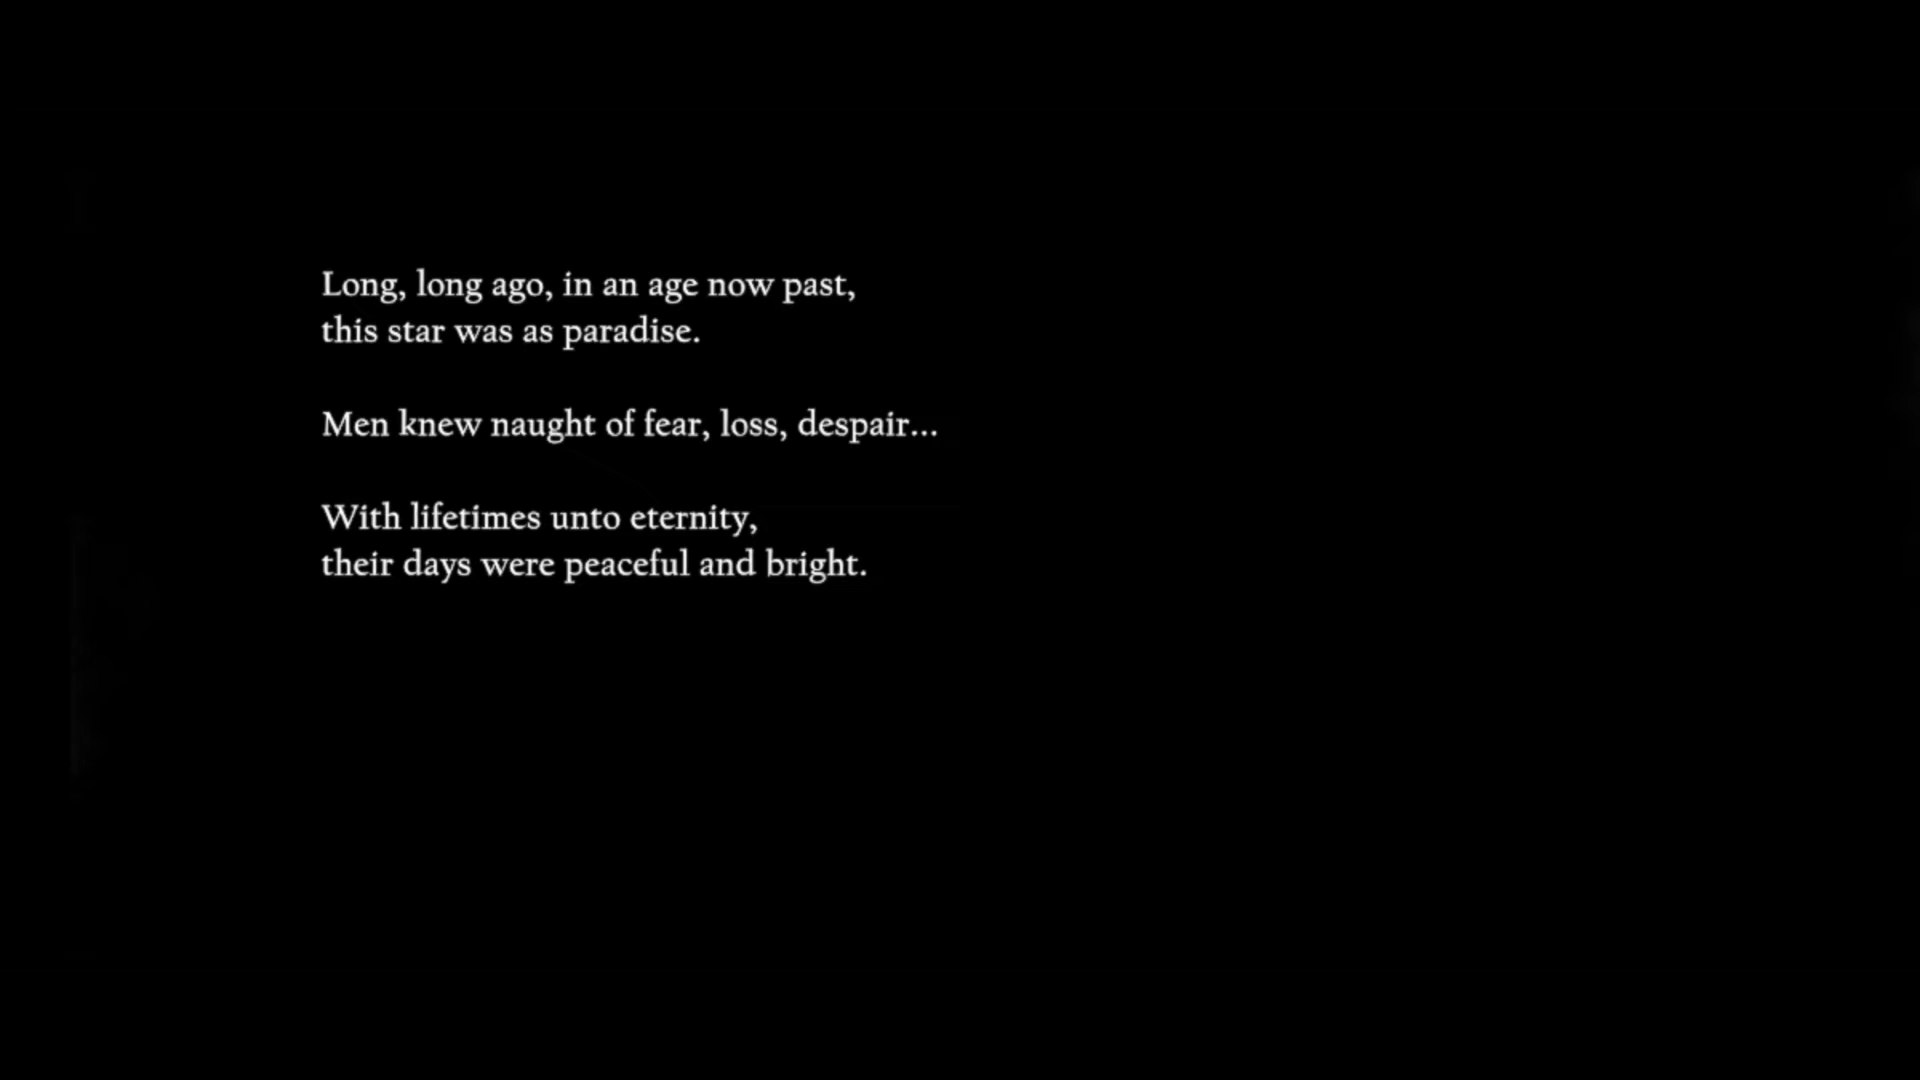 Long, long ago, in an age now past,
this star was as paradise.
Men knew naught of fear, loss, despair...
With lifetimes unto eternity,
their days were peaceful and bright.